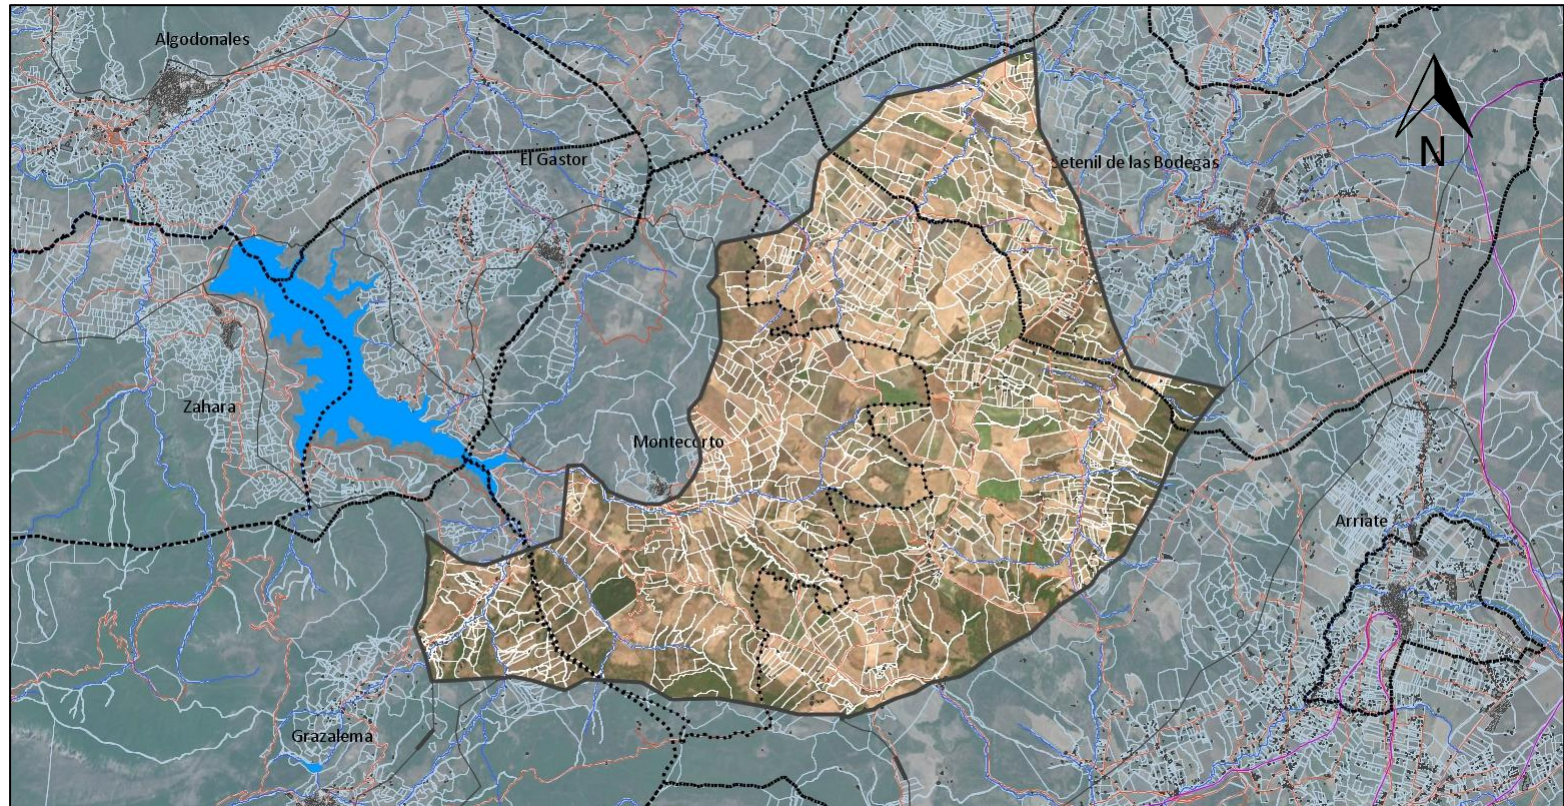 Algodonales
El Gastor
Setenil de las Bodegas
N
Zahara
Montecorto
Arriate
Grazalema